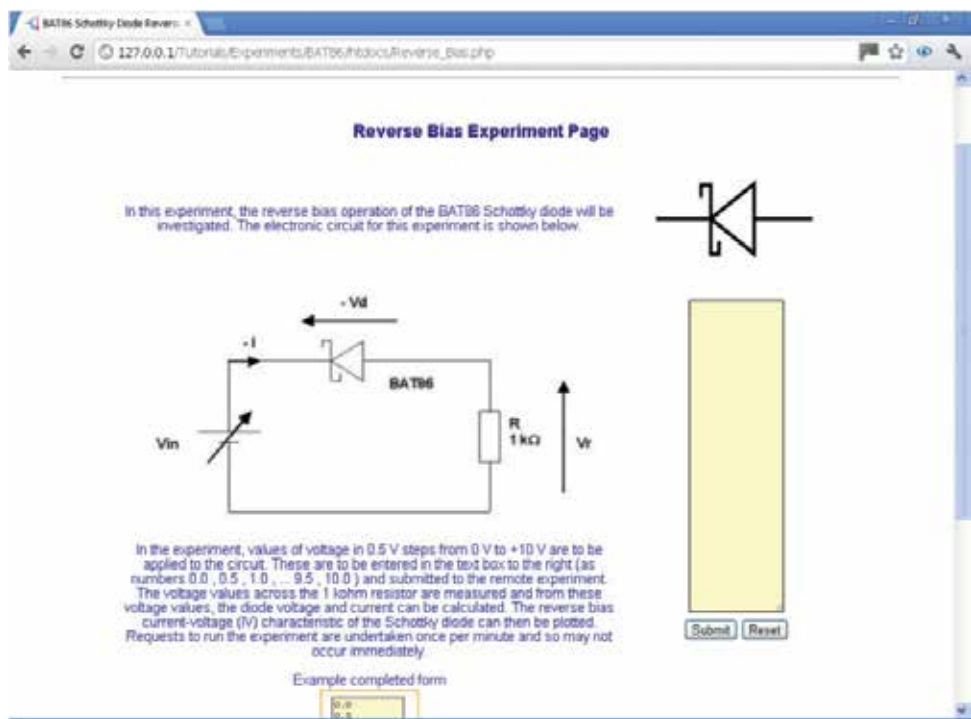 BAT86 Schottky Diode Revers
127.0.0.1/Tutorials/Experiments/BAT86/htdocs/Reverse_Bias.php
Reverse Bias Experiment Page
In this experiment, the reverse bias operation of the BAT86 Schottky diode will be
investigated. The electronic circuit for this experiment is shown below.
- Vd
- I
BAT86
Vin
R
1 kΩ
Vr
In the experiment, values of voltage in 0.5 V steps from 0 V to +10 V are to be
applied to the circuit. These are to be entered in the text box to the right (as
numbers 0.0 , 0.5 , 1.0 , ... 9.5 , 10.0 ) and submitted to the remote experiment.
The voltage values across the 1 kohm resistor are measured and from these
voltage values, the diode voltage and current can be calculated. The reverse bias
current-voltage (IV) characteristic of the Schottky diode can then be plotted.
Requests to run the experiment are undertaken once per minute and so may not
occur immediately.
Submit Reset
Example completed form
0.0
0.5